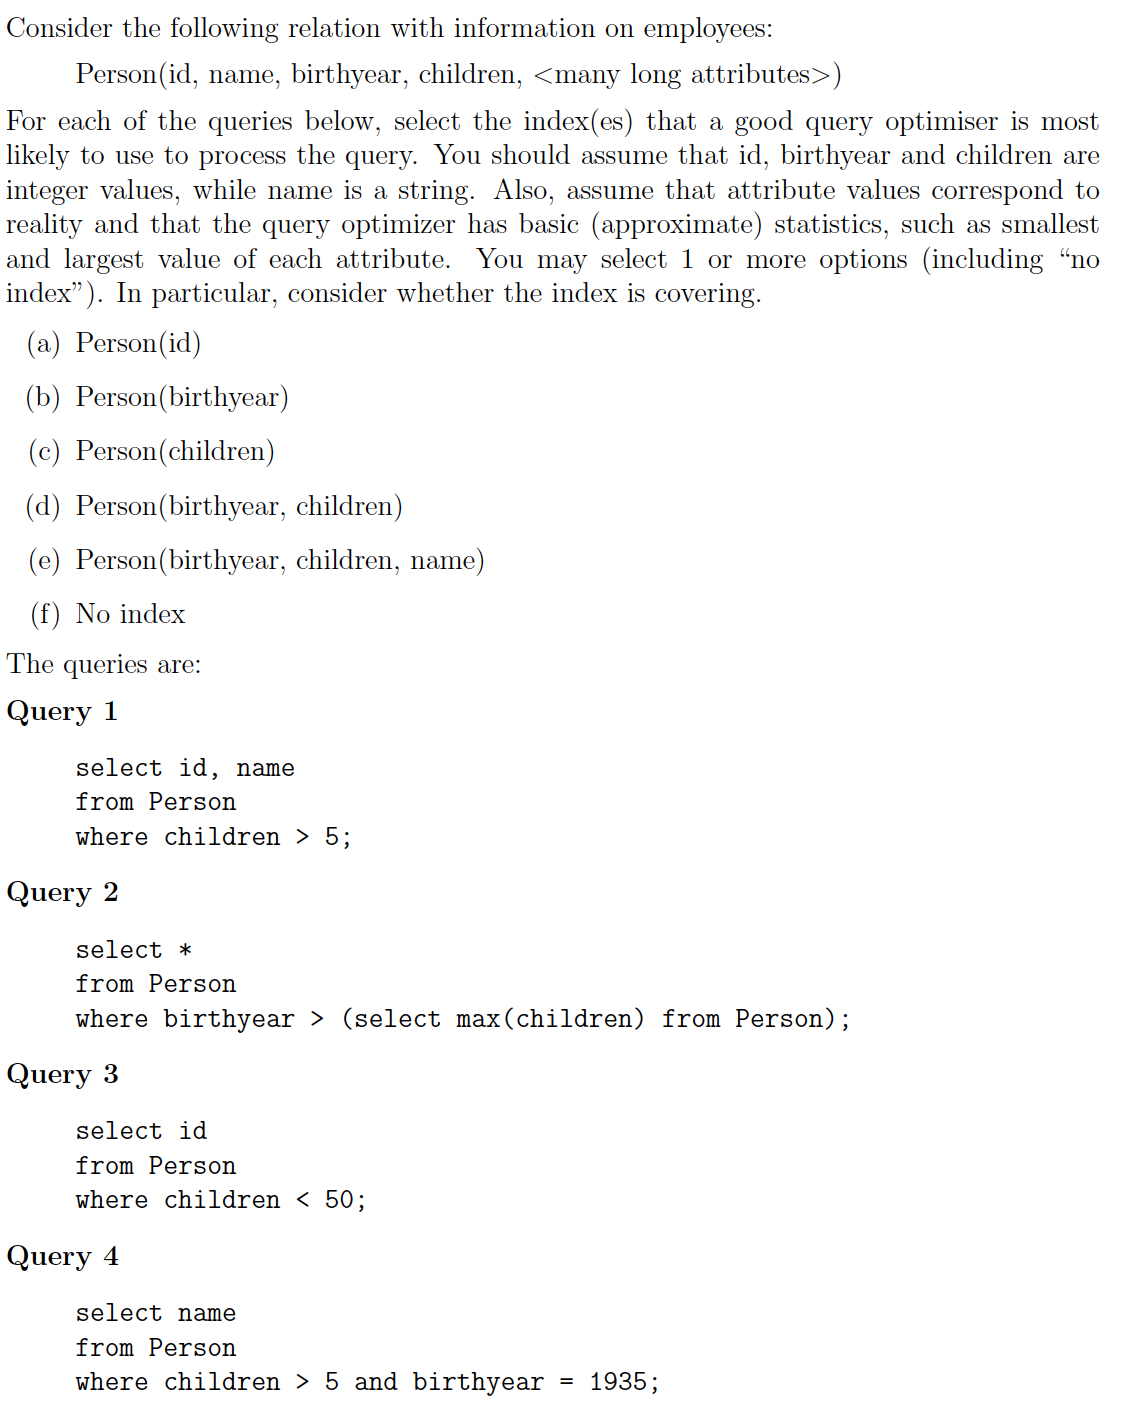 Consider the following relation with information on employees:
Person(id, name, birthyear, children, <many long attributes>)
For each of the queries below, select the index(es) that a good query optimiser is most
likely to use to process the query. You should assume that id, birthyear and children are
integer values, while name is a string. Also, assume that attribute values correspond to
reality and that the query optimizer has basic (approximate) statistics, such as smallest
and largest value of each attribute. You may select 1 or more options (including “no
index”). In particular, consider whether the index is covering.
(a) Person(id)
(b) Person(birthyear)
(c) Person(children)
(d) Person(birthyear, children)
(e) Person(birthyear, children, name)
(f) No index
The queries are:
Query 1
select id, name
from Person
where children > 5;
Query 2
select *
from Person
where birthyear > (select max(children) from Person);
Query 3
select id
from Person
where children < 50;
Query 4
select name
from Person
where children > 5 and birthyear = 1935;